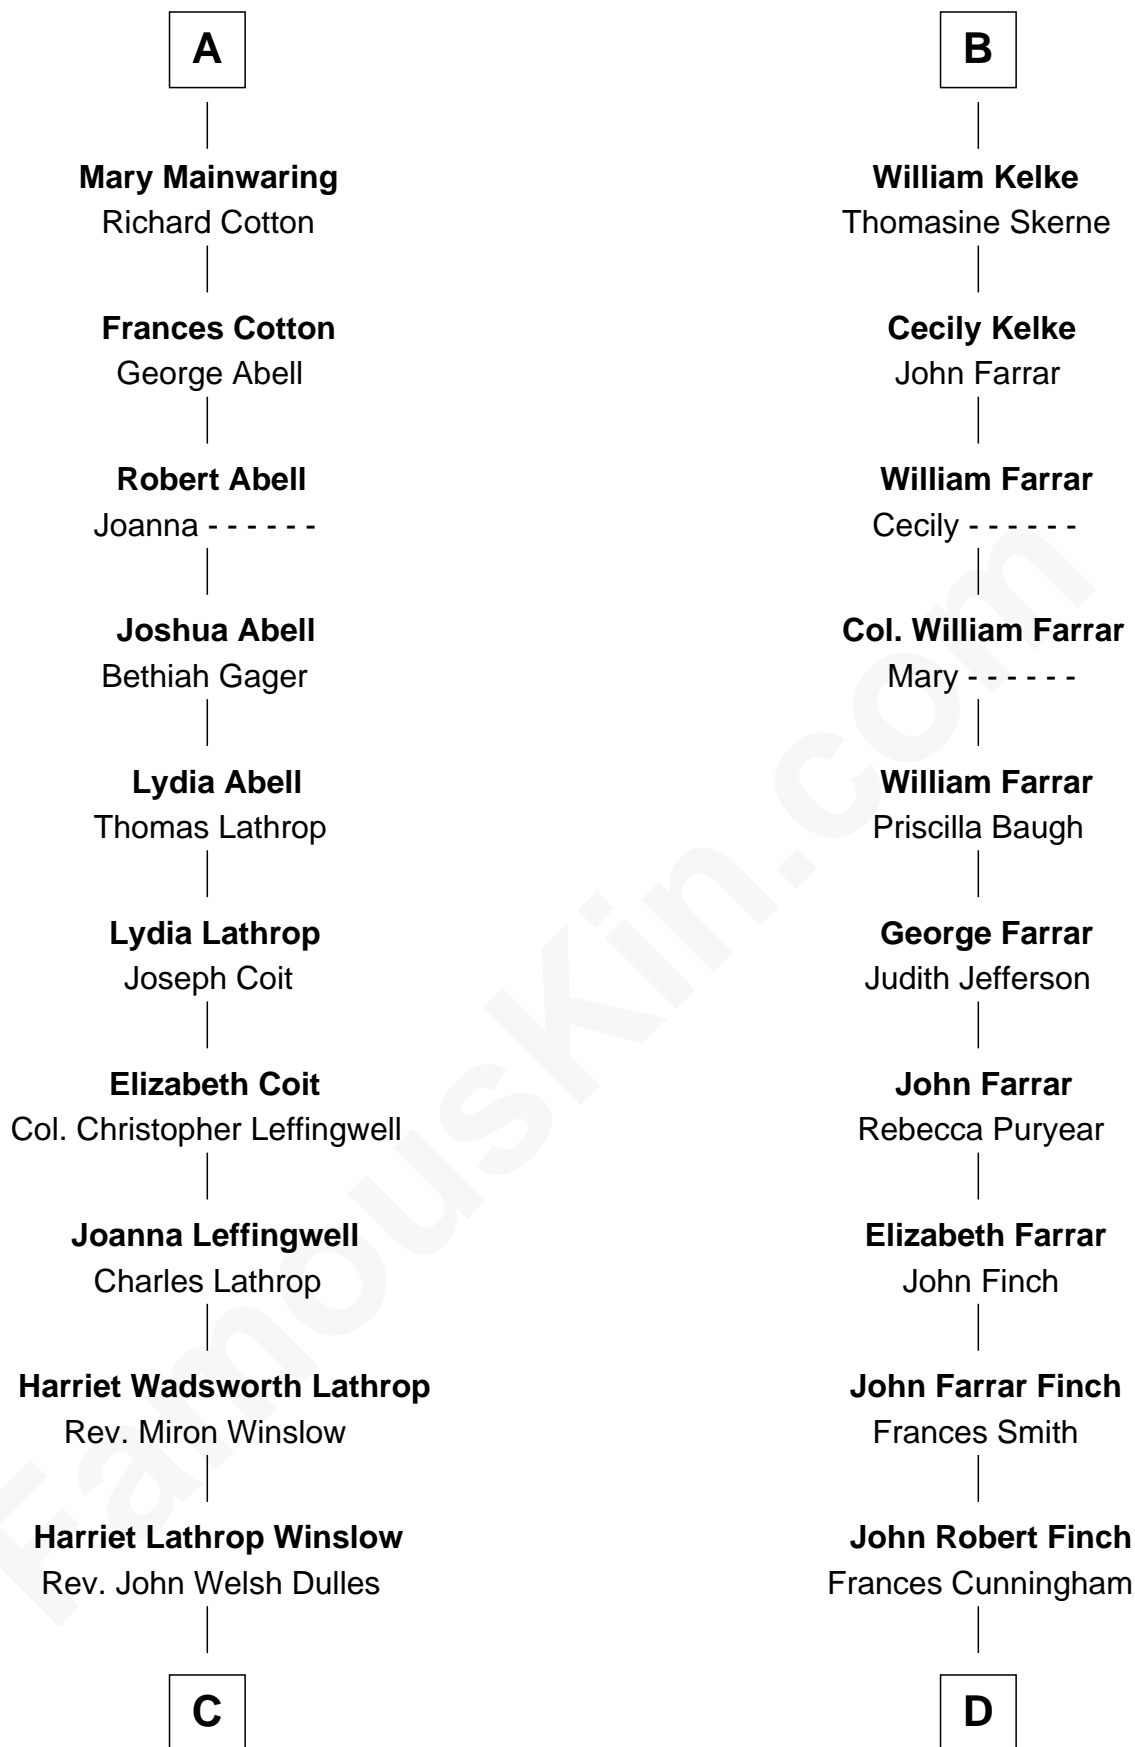 A
Mary Mainwaring
Richard Cotton
Frances Cotton
George Abell
Robert Abell
Joanna - - - - - -
Joshua Abell
Bethiah Gager
Lydia Abell
Thomas Lathrop
Lydia Lathrop
Joseph Coit
Elizabeth Coit
Col. Christopher Leffingwell
Joanna Leffingwell
Charles Lathrop
Harriet Wadsworth Lathrop
Rev. Miron Winslow
Harriet Lathrop Winslow
Rev. John Welsh Dulles
C
B
William Kelke
Thomasine Skerne
Cecily Kelke
John Farrar
William Farrar
Cecily - - - - - -
Col. William Farrar
Mary - - - - - -
William Farrar
Priscilla Baugh
George Farrar
Judith Jefferson
John Farrar
Rebecca Puryear
Elizabeth Farrar
John Finch
John Farrar Finch
Frances Smith
John Robert Finch
Frances Cunningham
D
FamousKin.com